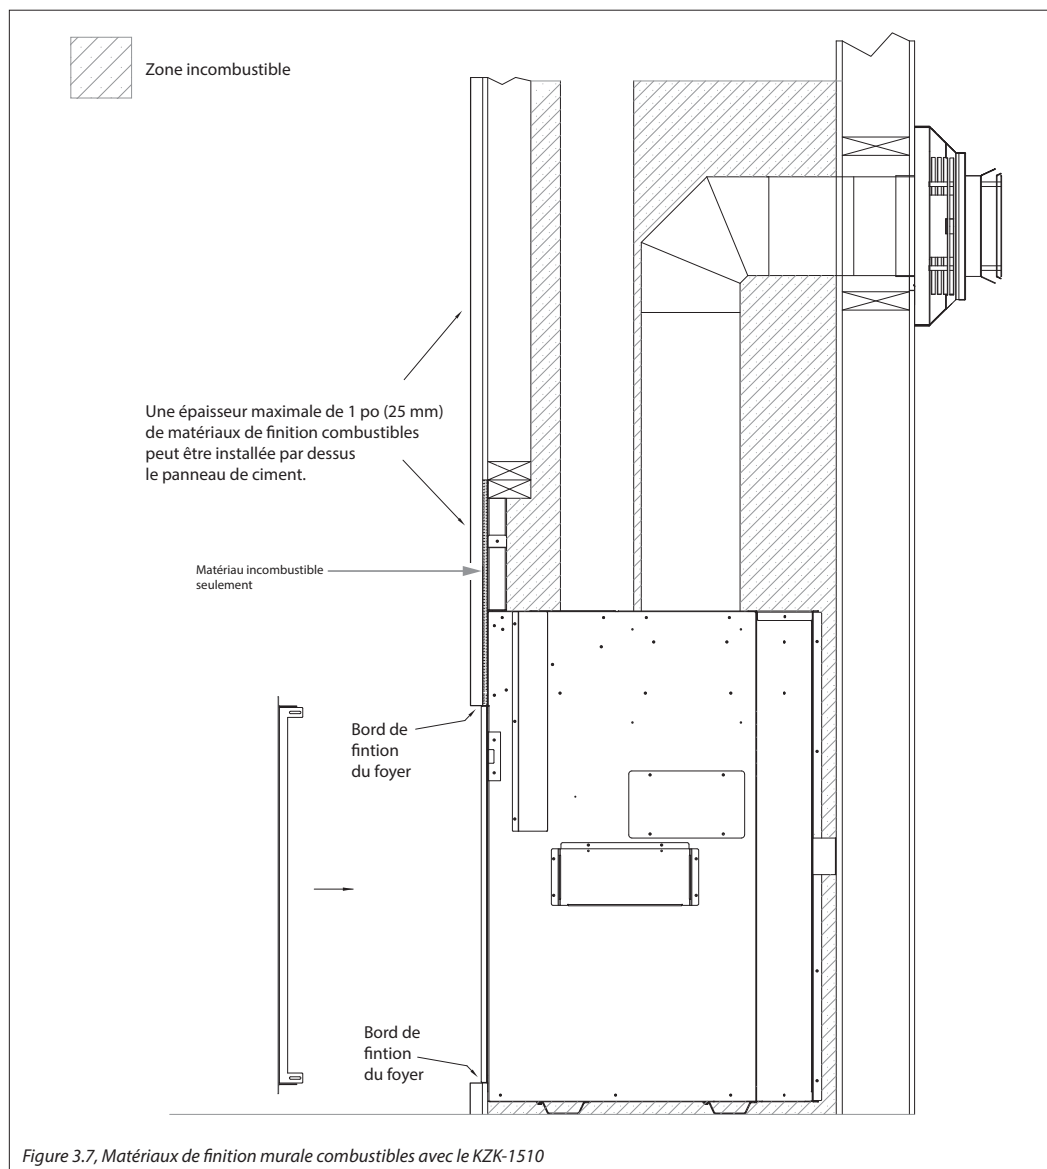 Zone incombustible
Une épaisseur maximale de 1 po (25 mm)
de matériaux de finition combustibles
peut être installée par dessus
le panneau de ciment.
Matériau incombustible
seulement
Bord de
fintion
du foyer
Bord de
fintion
du foyer
Figure 3.7, Matériaux de finition murale combustibles avec le KZK-1510